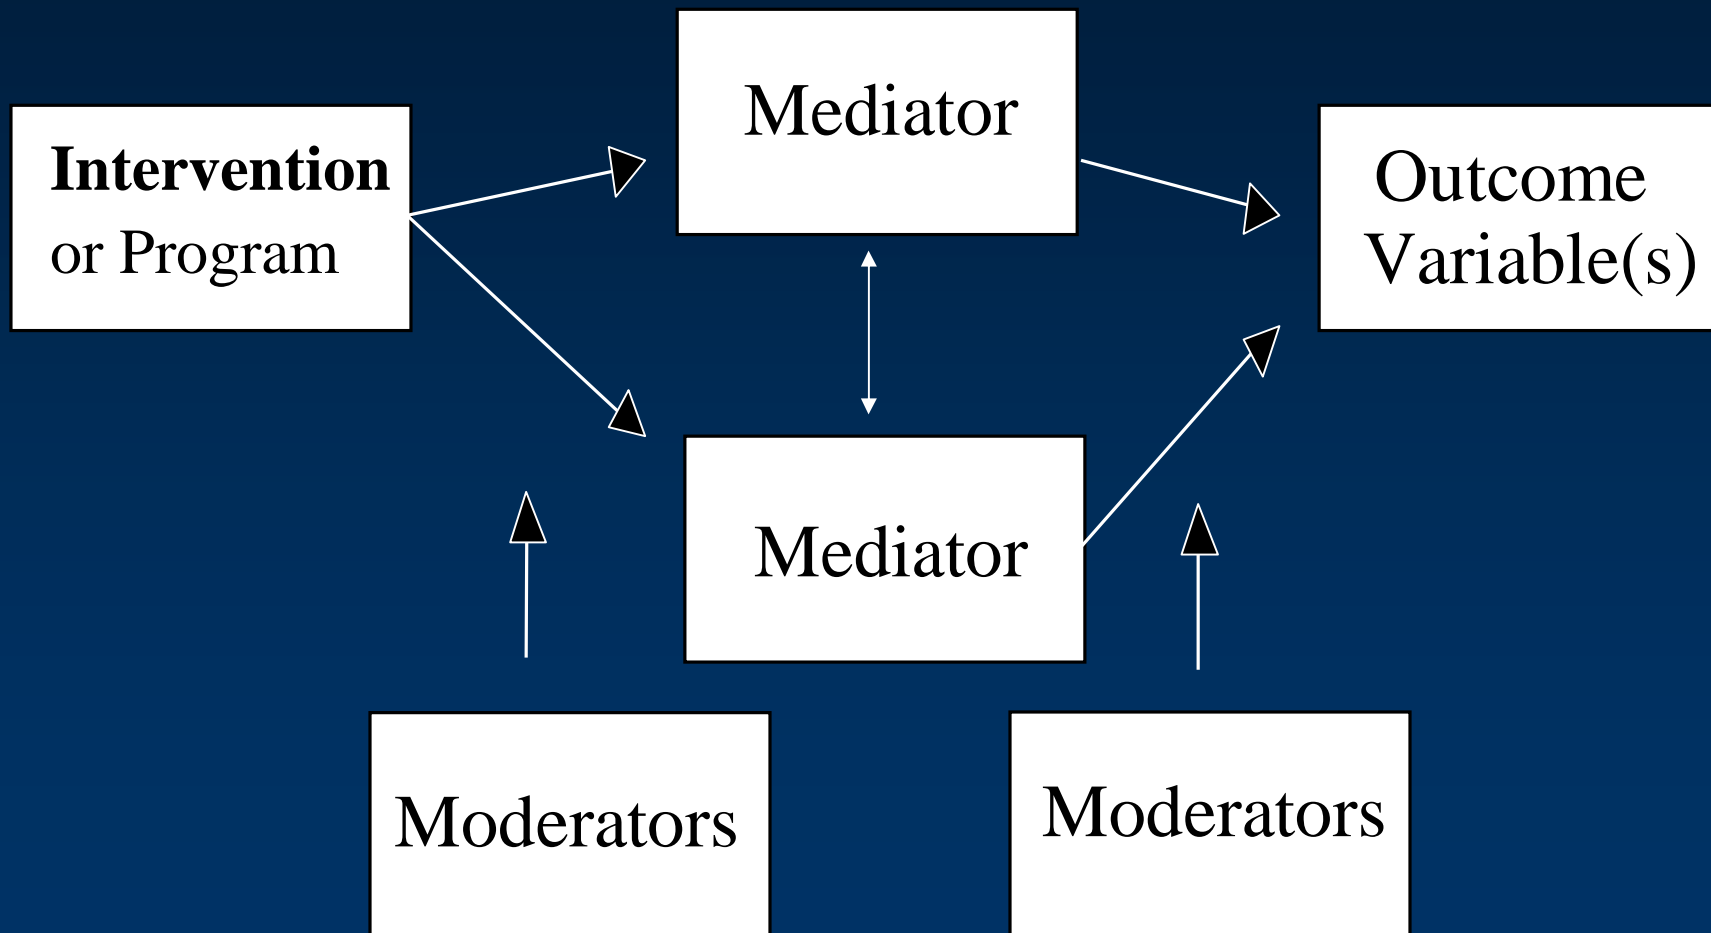 Mediator
Intervention
or Program
Outcome
Variable(s)
Mediator
Moderators
Moderators